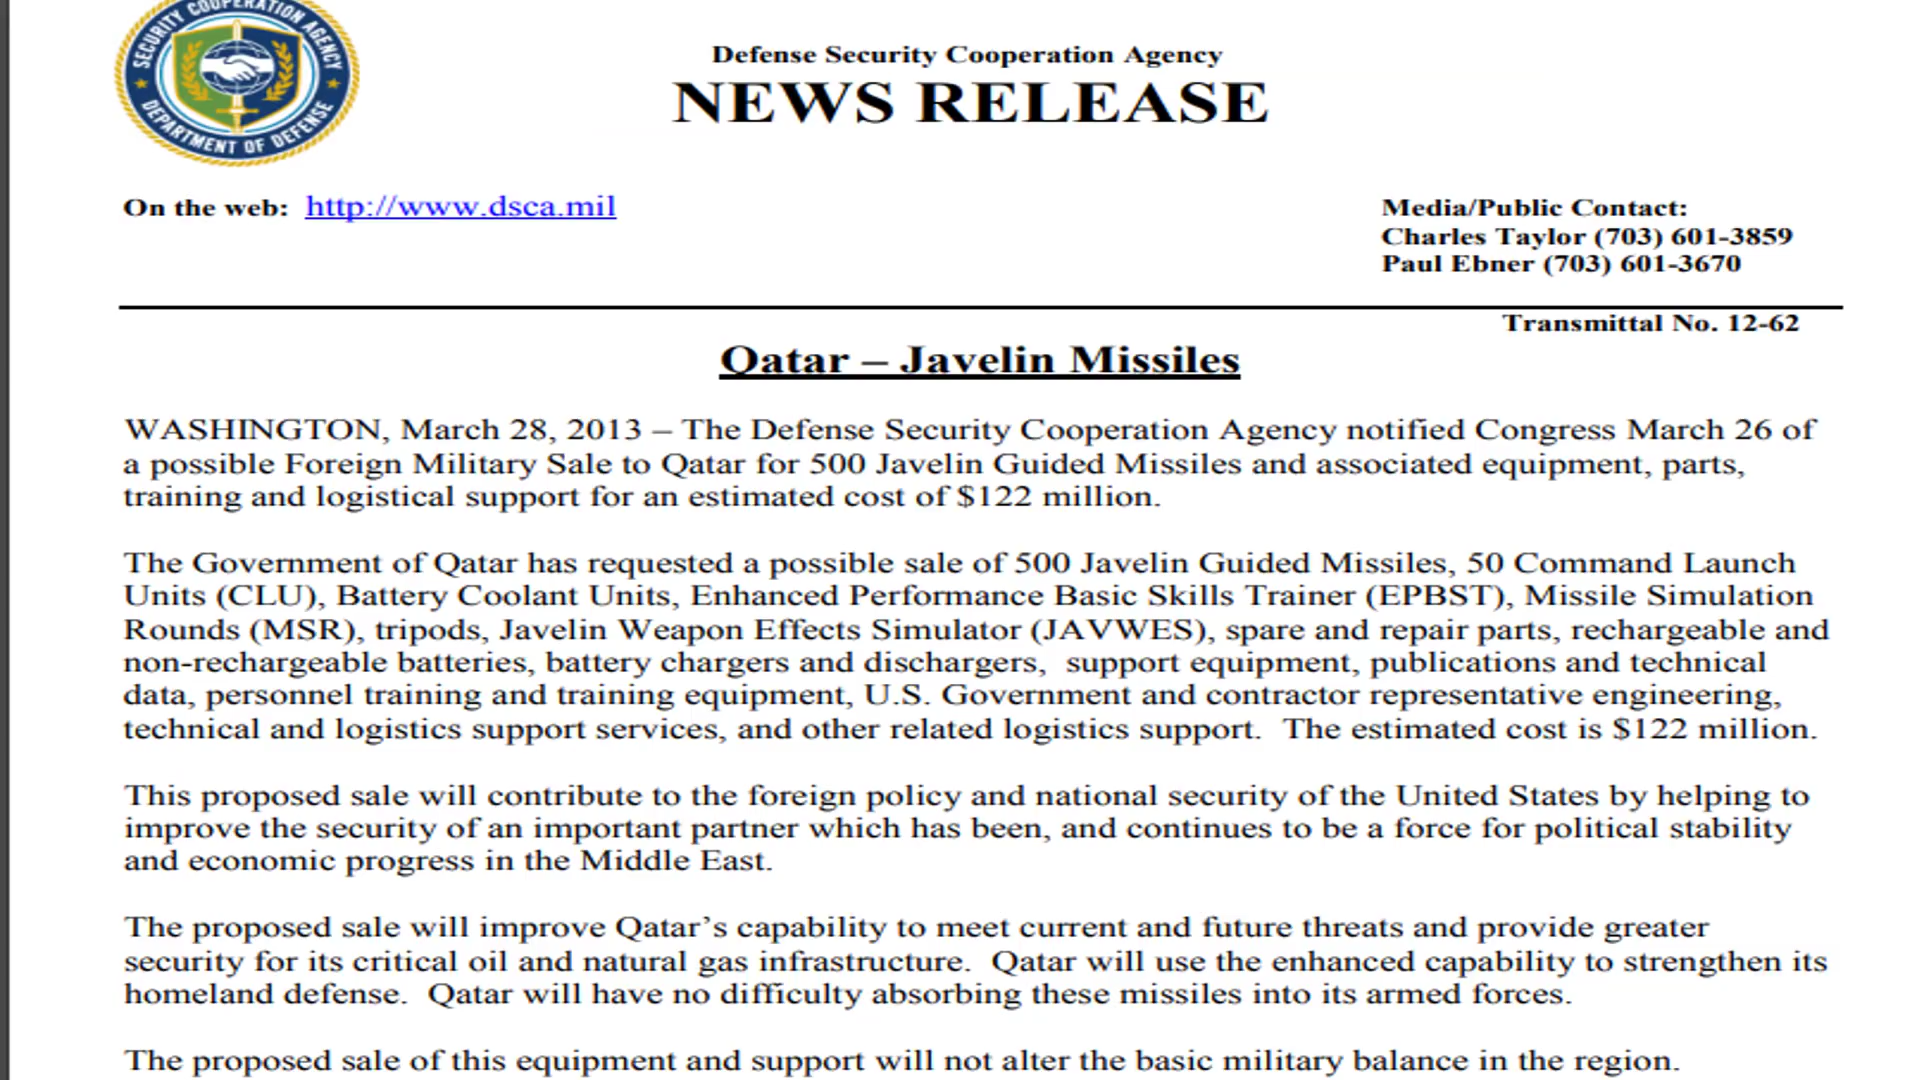 SECURITY COOPERATION AGENCY
DEPARTMENT OF DEFENSE
Defense Security Cooperation Agency
NEWS RELEASE
On the web: http://www.dsca.mil
Media/Public Contact:
Charles Taylor (703) 601-3859
Paul Ebner (703) 601-3670
Transmittal No. 12-62
Qatar – Javelin Missiles
WASHINGTON, March 28, 2013 – The Defense Security Cooperation Agency notified Congress March 26 of
a possible Foreign Military Sale to Qatar for 500 Javelin Guided Missiles and associated equipment, parts,
training and logistical support for an estimated cost of $122 million.
The Government of Qatar has requested a possible sale of 500 Javelin Guided Missiles, 50 Command Launch
Units (CLU), Battery Coolant Units, Enhanced Performance Basic Skills Trainer (EPBST), Missile Simulation
Rounds (MSR), tripods, Javelin Weapon Effects Simulator (JAVWES), spare and repair parts, rechargeable and
non-rechargeable batteries, battery chargers and dischargers,  support equipment, publications and technical
data, personnel training and training equipment, U.S. Government and contractor representative engineering,
technical and logistics support services, and other related logistics support.  The estimated cost is $122 million.
This proposed sale will contribute to the foreign policy and national security of the United States by helping to
improve the security of an important partner which has been, and continues to be a force for political stability
and economic progress in the Middle East.
The proposed sale will improve Qatar’s capability to meet current and future threats and provide greater
security for its critical oil and natural gas infrastructure.  Qatar will use the enhanced capability to strengthen its
homeland defense.  Qatar will have no difficulty absorbing these missiles into its armed forces.
The proposed sale of this equipment and support will not alter the basic military balance in the region.